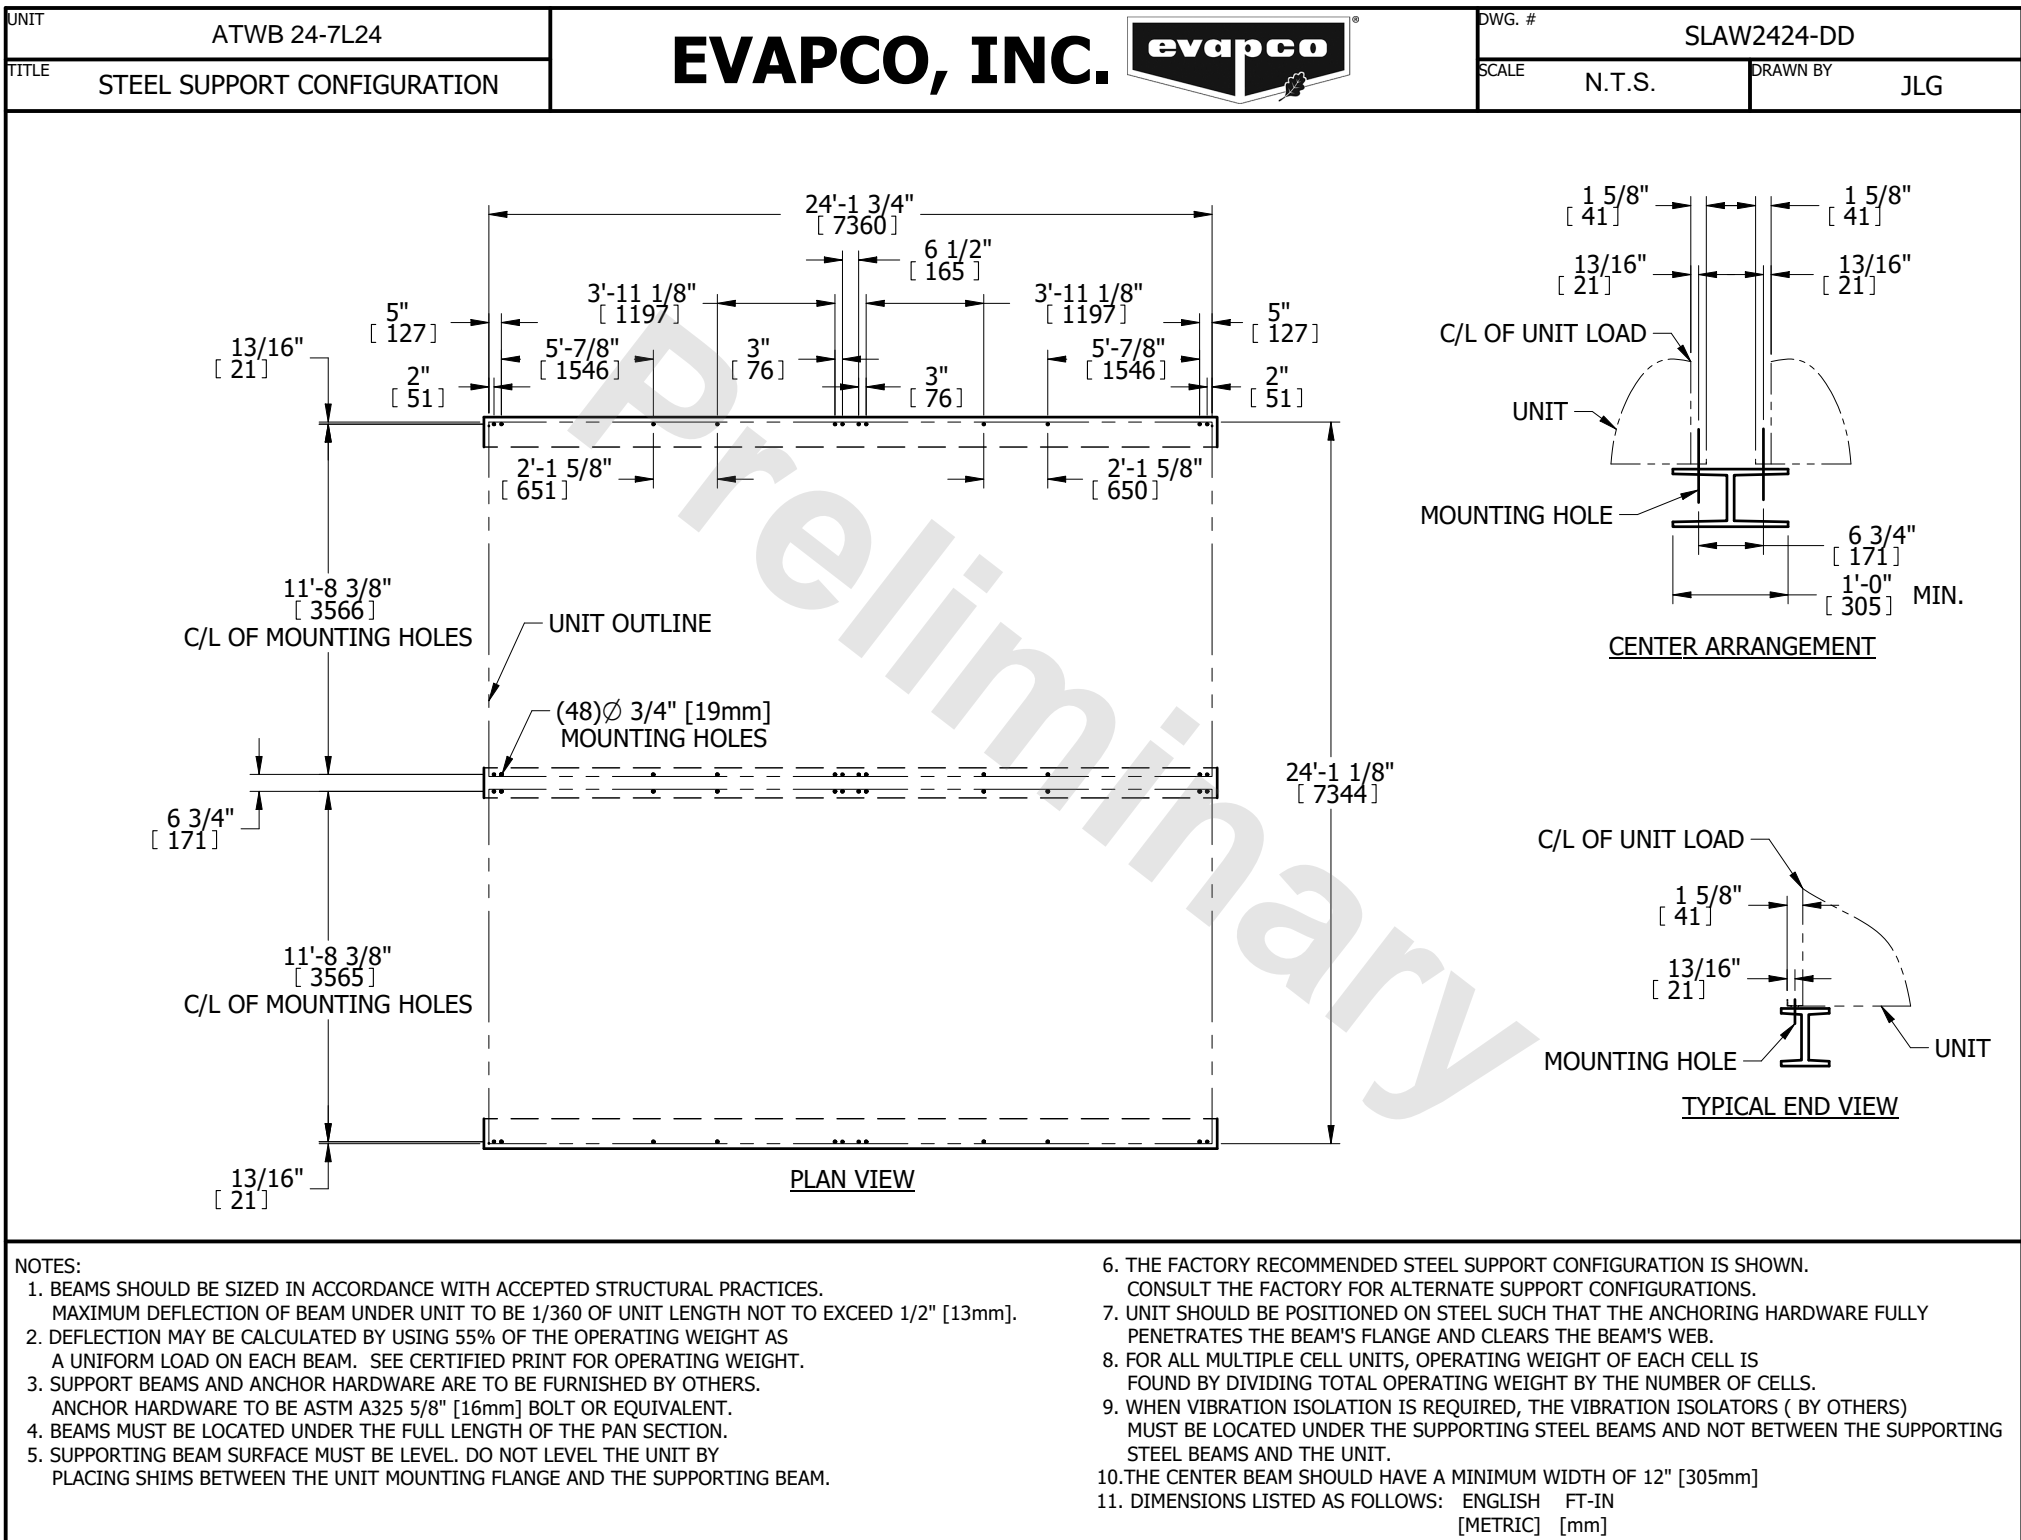 UNIT
ATWB 24-7L24
TITLE
STEEL SUPPORT CONFIGURATION
EVAPCO, INC.
evapco®
DWG. #
SLAW2424-DD
SCALE
N.T.S.
DRAWN BY
JLG
24'-1 3/4"
[ 7360 ]
6 1/2"
[ 165 ]
3'-11 1/8"
[ 1197 ]
3'-11 1/8"
[ 1197 ]
5"
[ 127 ]
5"
[ 127 ]
13/16"
[ 21 ]
5'-7/8"
[ 1546 ]
3"
[ 76 ]
5'-7/8"
[ 1546 ]
2"
[ 51 ]
3"
[ 76 ]
2"
[ 51 ]
2'-1 5/8"
[ 651 ]
2'-1 5/8"
[ 650 ]
11'-8 3/8"
[ 3566 ]
C/L OF MOUNTING HOLES
UNIT OUTLINE
(48)∅ 3/4" [19mm]
MOUNTING HOLES
6 3/4"
[ 171 ]
24'-1 1/8"
[ 7344 ]
11'-8 3/8"
[ 3565 ]
C/L OF MOUNTING HOLES
13/16"
[ 21 ]
PLAN VIEW
Preliminary
1 5/8"
[ 41 ]
1 5/8"
[ 41 ]
13/16"
[ 21 ]
13/16"
[ 21 ]
C/L OF UNIT LOAD
UNIT
MOUNTING HOLE
6 3/4"
[ 171 ]
1'-0"
[ 305 ] MIN.
CENTER ARRANGEMENT
C/L OF UNIT LOAD
1 5/8"
[ 41 ]
13/16"
[ 21 ]
MOUNTING HOLE
UNIT
TYPICAL END VIEW
NOTES:
1. BEAMS SHOULD BE SIZED IN ACCORDANCE WITH ACCEPTED STRUCTURAL PRACTICES.
MAXIMUM DEFLECTION OF BEAM UNDER UNIT TO BE 1/360 OF UNIT LENGTH NOT TO EXCEED 1/2" [13mm].
2. DEFLECTION MAY BE CALCULATED BY USING 55% OF THE OPERATING WEIGHT AS
A UNIFORM LOAD ON EACH BEAM. SEE CERTIFIED PRINT FOR OPERATING WEIGHT.
3. SUPPORT BEAMS AND ANCHOR HARDWARE ARE TO BE FURNISHED BY OTHERS.
ANCHOR HARDWARE TO BE ASTM A325 5/8" [16mm] BOLT OR EQUIVALENT.
4. BEAMS MUST BE LOCATED UNDER THE FULL LENGTH OF THE PAN SECTION.
5. SUPPORTING BEAM SURFACE MUST BE LEVEL. DO NOT LEVEL THE UNIT BY
PLACING SHIMS BETWEEN THE UNIT MOUNTING FLANGE AND THE SUPPORTING BEAM.
6. THE FACTORY RECOMMENDED STEEL SUPPORT CONFIGURATION IS SHOWN.
CONSULT THE FACTORY FOR ALTERNATE SUPPORT CONFIGURATIONS.
7. UNIT SHOULD BE POSITIONED ON STEEL SUCH THAT THE ANCHORING HARDWARE FULLY
PENETRATES THE BEAM'S FLANGE AND CLEARS THE BEAM'S WEB.
8. FOR ALL MULTIPLE CELL UNITS, OPERATING WEIGHT OF EACH CELL IS
FOUND BY DIVIDING TOTAL OPERATING WEIGHT BY THE NUMBER OF CELLS.
9. WHEN VIBRATION ISOLATION IS REQUIRED, THE VIBRATION ISOLATORS ( BY OTHERS)
MUST BE LOCATED UNDER THE SUPPORTING STEEL BEAMS AND NOT BETWEEN THE SUPPORTING
STEEL BEAMS AND THE UNIT.
10.THE CENTER BEAM SHOULD HAVE A MINIMUM WIDTH OF 12" [305mm]
11. DIMENSIONS LISTED AS FOLLOWS: ENGLISH FT-IN
[METRIC] [mm]